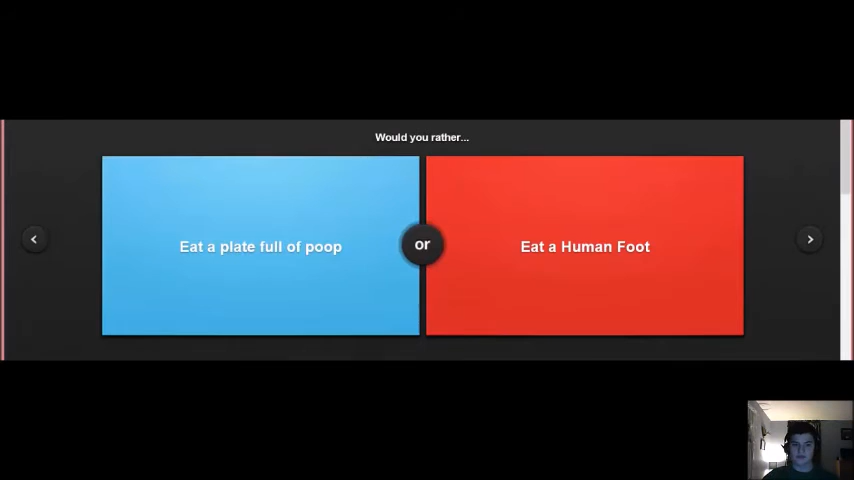 Would you rather...
Eat a plate full of poop
or
Eat a Human Foot